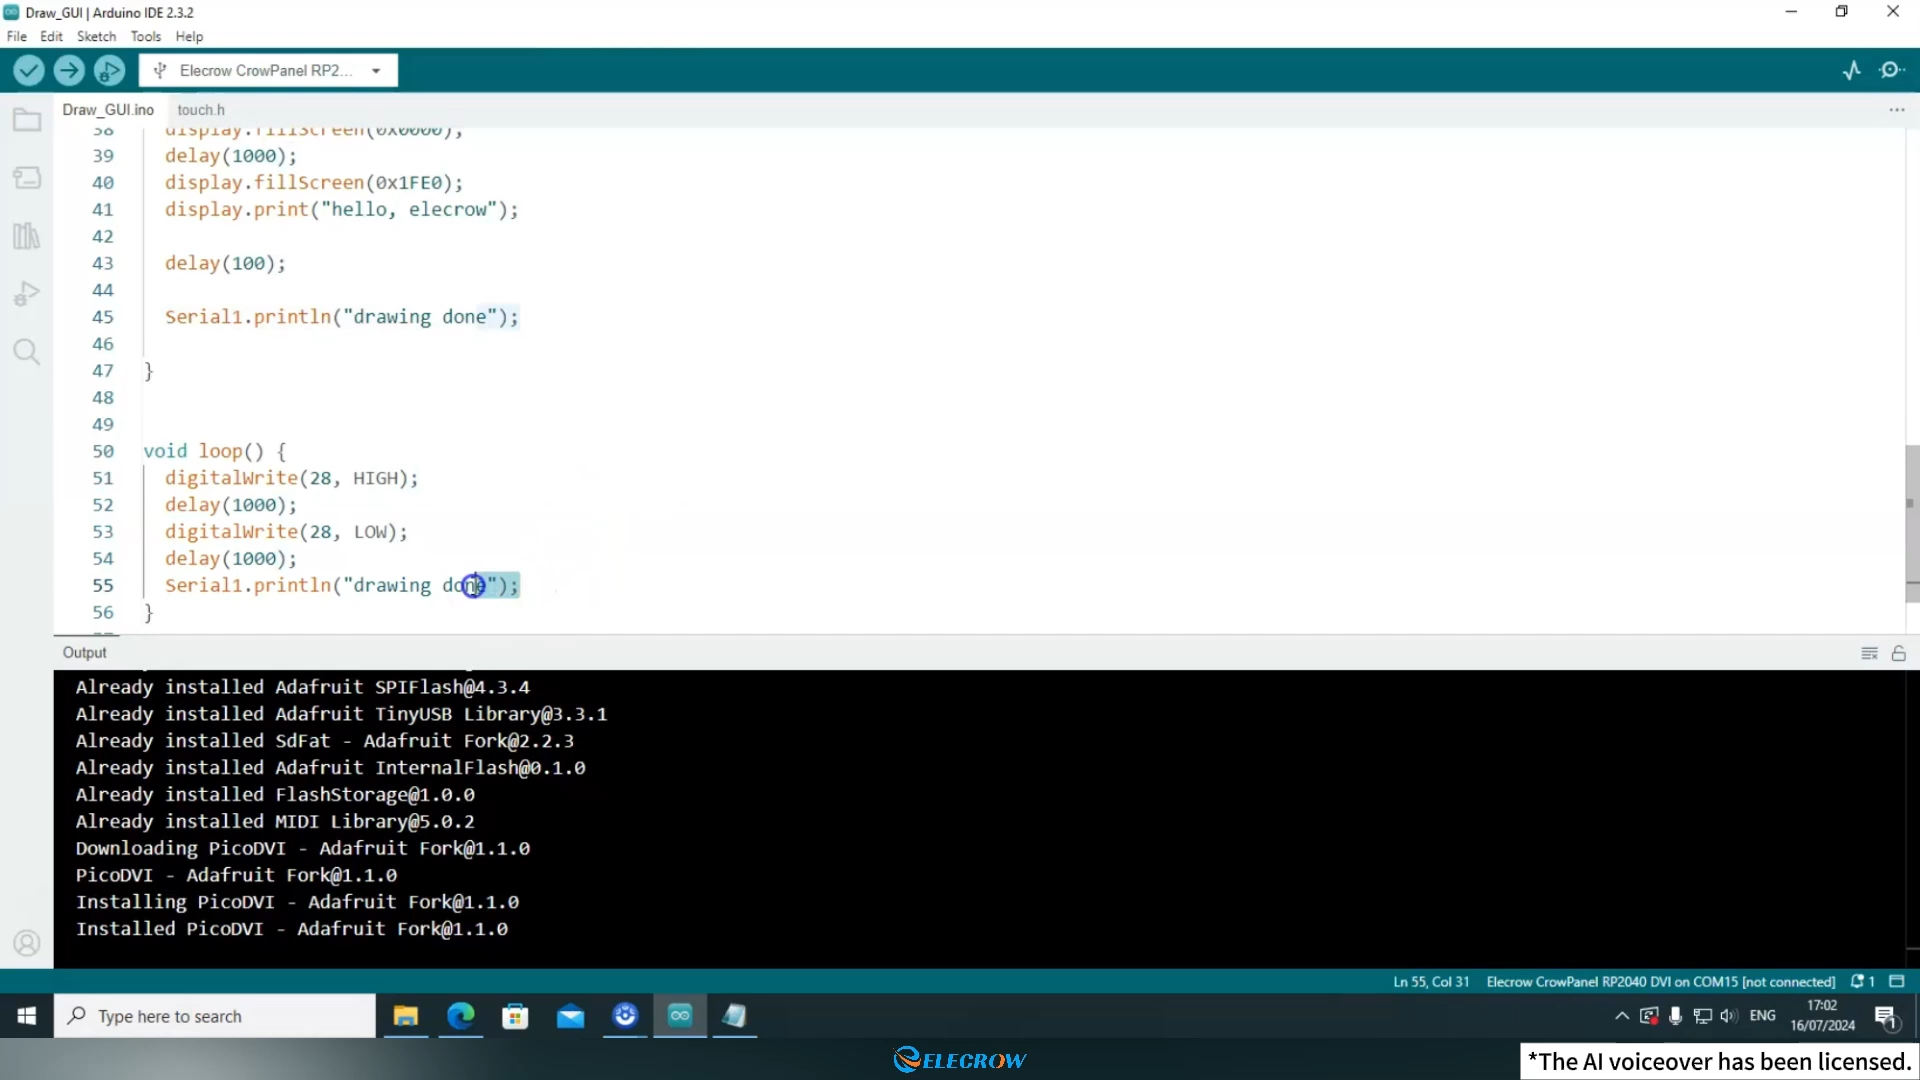 Draw_GUI | Arduino IDE 2.3.2
File Edit Sketch Tools Help
Elecrow CrowPanel RP2...
Draw_GUI.ino touch.h
38 display.fillScreen(0x0000);
39 delay(1000);
40 display.fillScreen(0x1FE0);
41 display.print("hello, elecrow");
42
43 delay(100);
44
45 Serial1.println("drawing done");
46
47 }
48
49
50 void loop() {
51 digitalWrite(28, HIGH);
52 delay(1000);
53 digitalWrite(28, LOW);
54 delay(1000);
55 Serial1.println("drawing done");
56 }
Output
Already installed Adafruit SPIFlash@4.3.4
Already installed Adafruit TinyUSB Library@3.3.1
Already installed SdFat - Adafruit Fork@2.2.3
Already installed Adafruit InternalFlash@0.1.0
Already installed FlashStorage@1.0.0
Already installed MIDI Library@5.0.2
Downloading PicoDVI - Adafruit Fork@1.1.0
PicoDVI - Adafruit Fork@1.1.0
Installing PicoDVI - Adafruit Fork@1.1.0
Installed PicoDVI - Adafruit Fork@1.1.0
Ln 55, Col 31 Elecrow CrowPanel RP2040 DVI on COM15 [not connected] 1
Type here to search
ENG
17:02
16/07/2024
1
ELECROW
*The AI voiceover has been licensed.